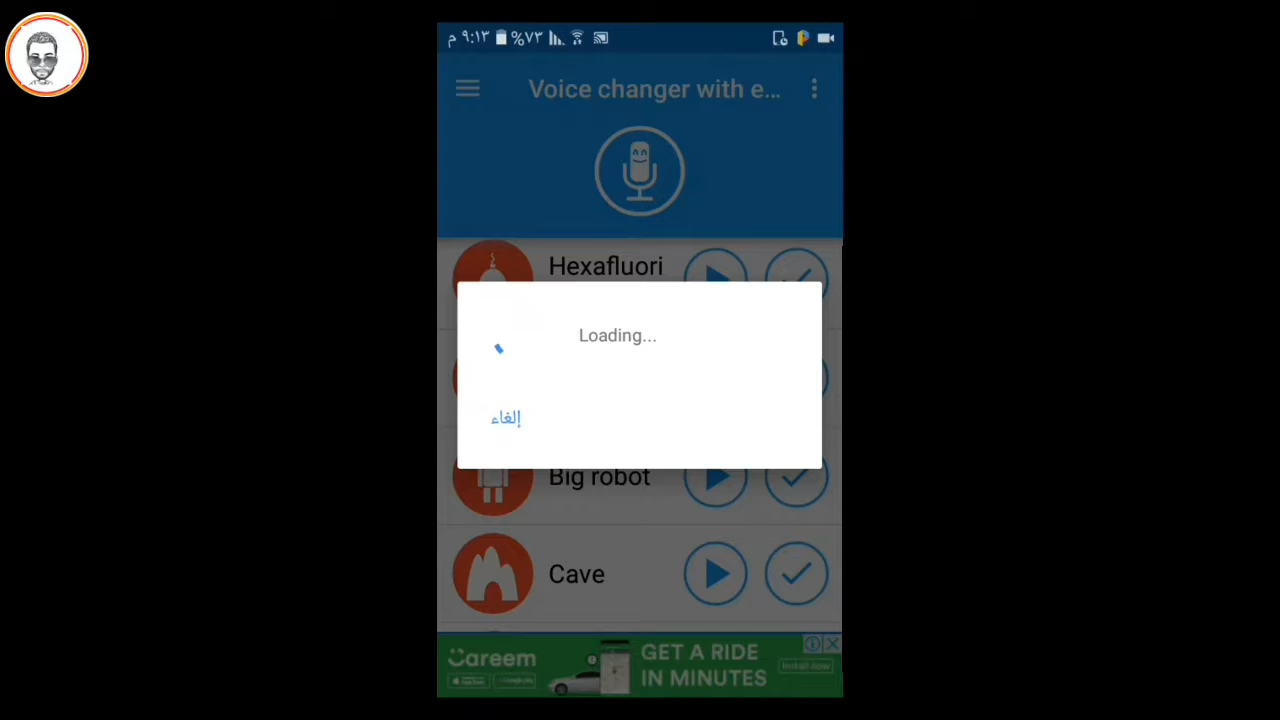 م ٩:١٣ %٧٣
Voice changer with e...
Hexafluori
Loading...
إلغاء
Big robot
Cave
Careem
GET A RIDE
IN MINUTES
Install now